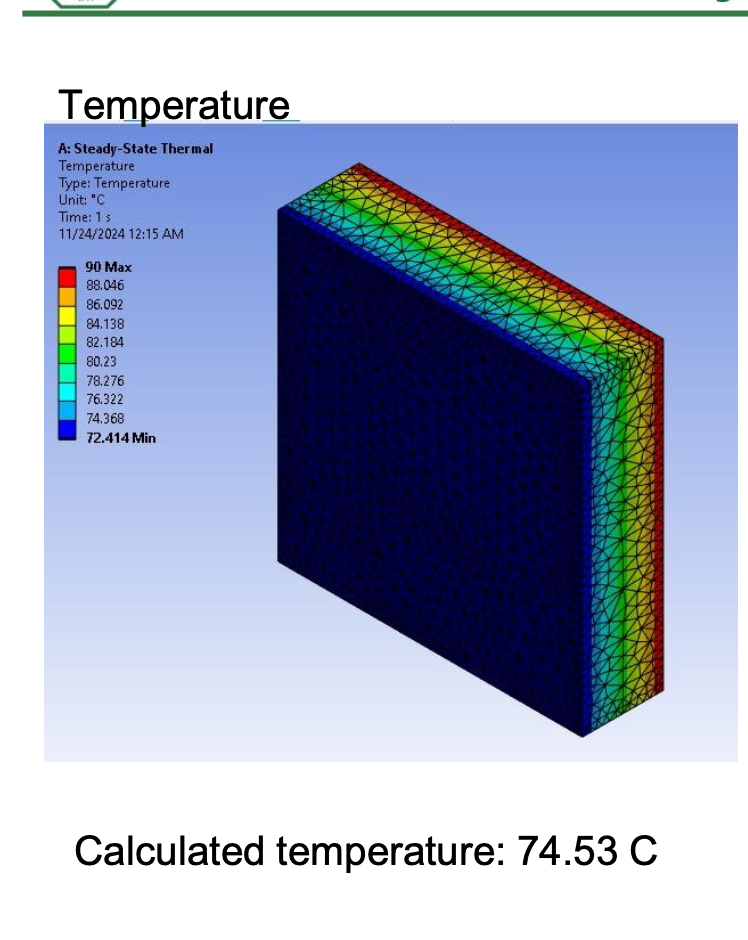 Temperature
A: Steady-State Thermal
Temperature
Type: Temperature
Unit: °C
Time: 1 s
11/24/2024 12:15 AM
90 Max
88.046
86.092
84.138
82.184
80.23
78.276
76.322
74.368
72.414 Min
Calculated temperature: 74.53 C